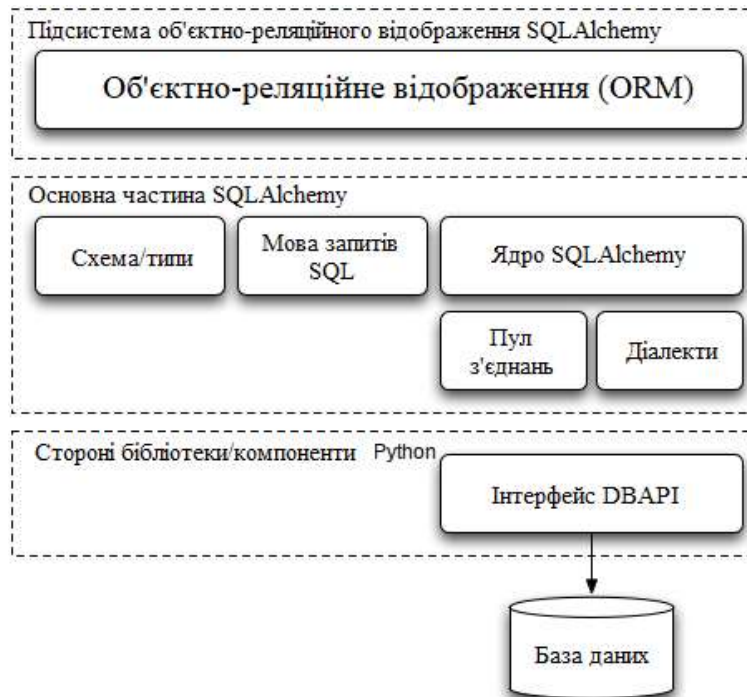 Підсистема об'єктно-реляційного відображення SQLAlchemy
Об'єктно-реляційне відображення (ORM)
Основна частина SQLAlchemy
Схема/типи
Мова запитів
SQL
Ядро SQLAlchemy
Пул
з'єднань
Діалекти
Стороні бібліотеки/компоненти Python
Інтерфейс DBAPI
База даних